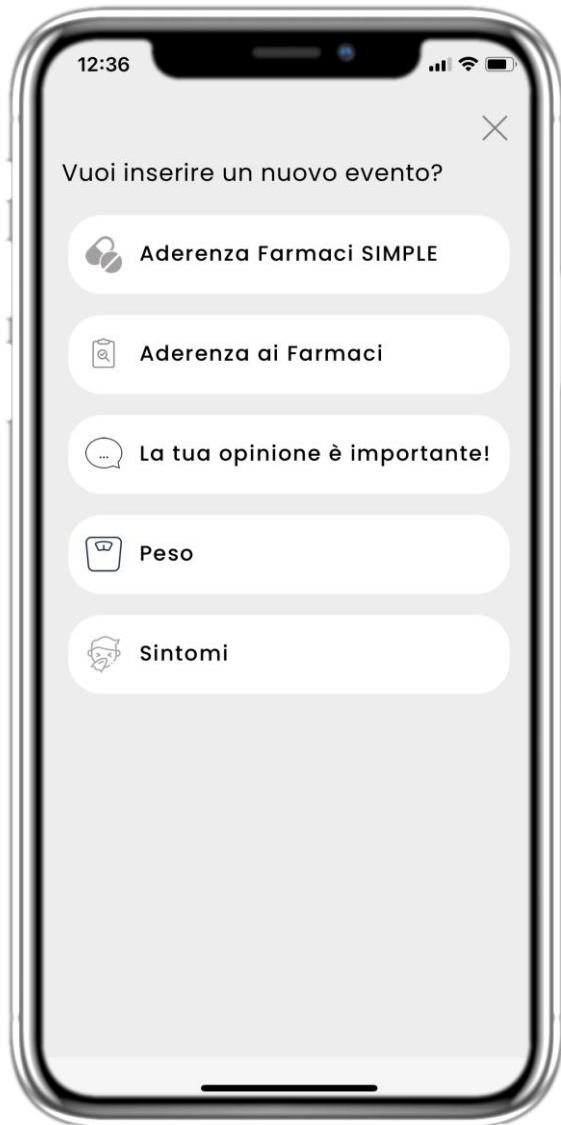 12:36
Vuoi inserire un nuovo evento?
Aderenza Farmaci SIMPLE
Aderenza ai Farmaci
La tua opinione è importante!
Peso
Sintomi